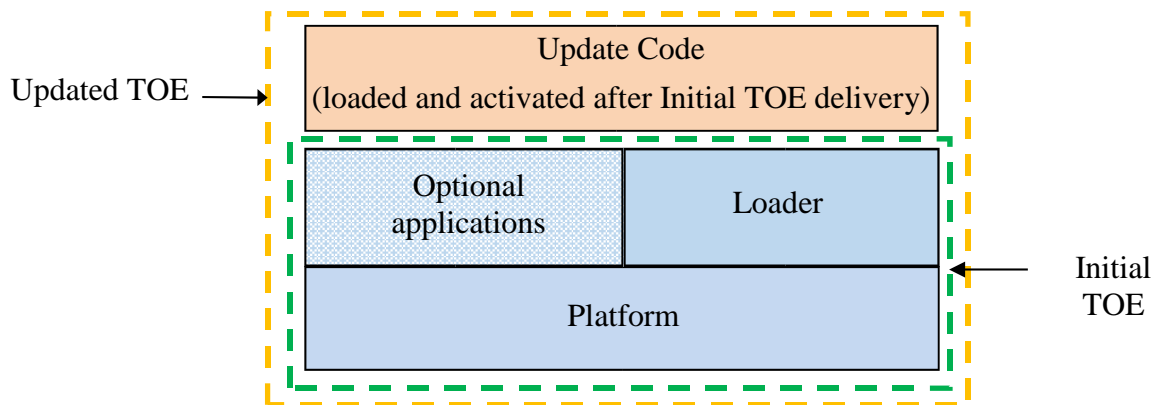 Update Code
(loaded and activated after Initial TOE delivery)
Updated TOE
Optional
applications
Loader
Initial
TOE
Platform